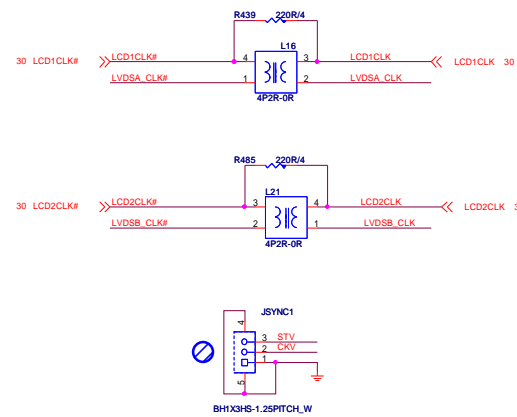 R439 220R/4
L16
30 LCD1CLK# LCD1CLK# 4 3 LCD1CLK LCD1CLK 30
LVDSA_CLK# 1 2 LVDSA_CLK
4P2R-0R
R485 220R/4
L21
30 LCD2CLK# LCD2CLK# 3 4 LCD2CLK LCD2CLK
LVDSB_CLK# 2 1 LVDSB_CLK
4P2R-0R
JSYNC1
4
3 STV
2 CKV
1
5
BH1X3HS-1.25PITCH_W